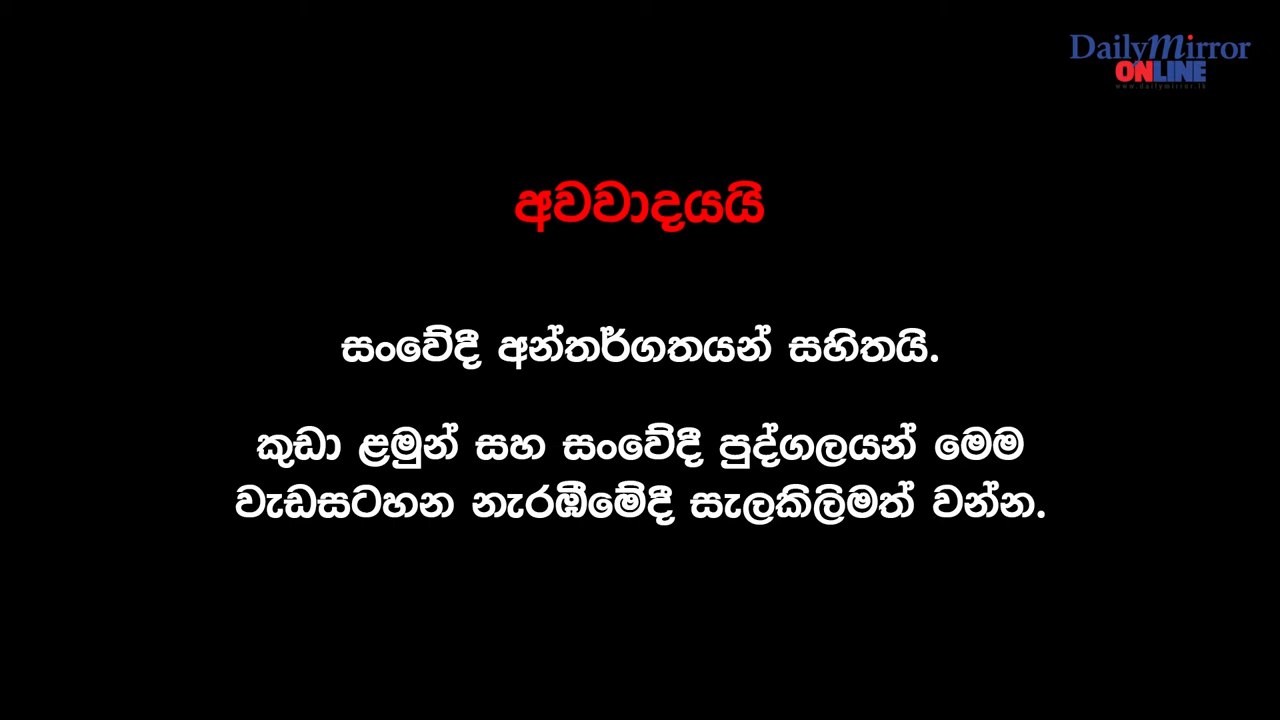 DailyMirror
ONLINE
www.dailymirror.lk
අවවාදයයි
සංවේදී අන්තර්ගතයන් සහිතයි.
කුඩා ළමුන් සහ සංවේදී පුද්ගලයන් මෙම
වැඩසටහන නැරඹීමේදී සැලකිලිමත් වන්න.